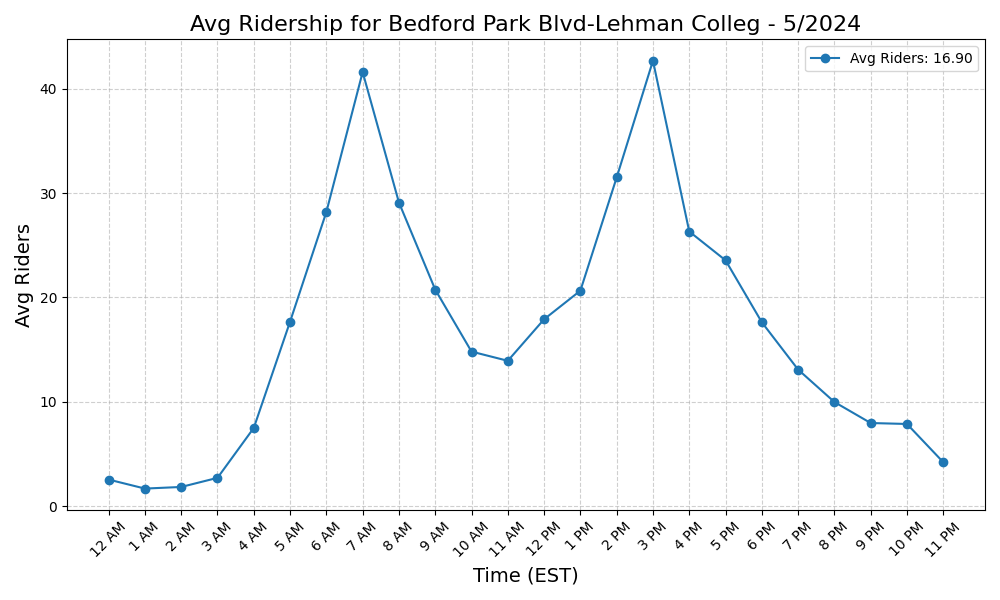 Avg Ridership for Bedford Park Blvd-Lehman Colleg - 5/2024
Avg Riders: 16.90
Avg Riders
40
30
20
10
0
12 AM
1 AM
2 AM
3 AM
4 AM
5 AM
6 AM
7 AM
8 AM
9 AM
10 AM
11 AM
12 PM
1 PM
2 PM
3 PM
4 PM
5 PM
6 PM
7 PM
8 PM
9 PM
10 PM
11 PM
Time (EST)